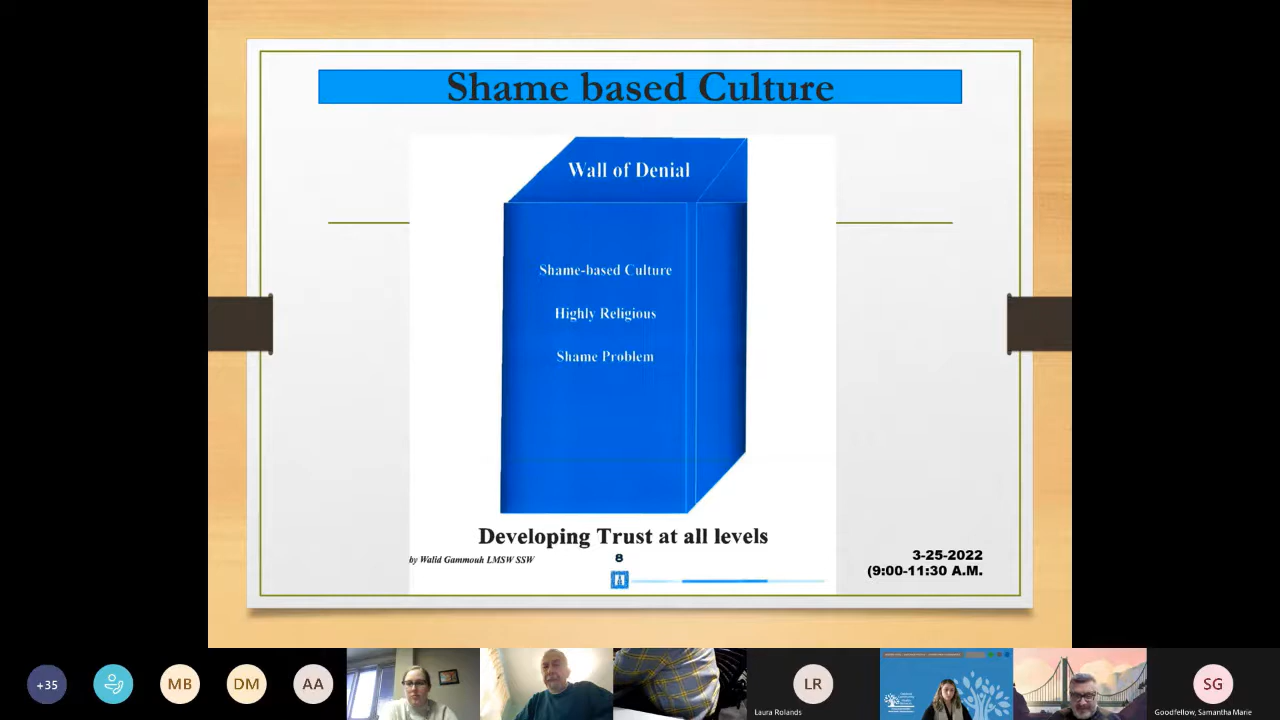 Shame based Culture
Wall of Denial
Shame-based Culture
Highly Religious
Shame Problem
Developing Trust at all levels
by Walid Gammouh LMSW SSW
8
3-25-2022
(9:00-11:30 A.M.
+35
MB
DM
AA
LR
Laura Rolands
SG
Goodfellow, Samantha Marie